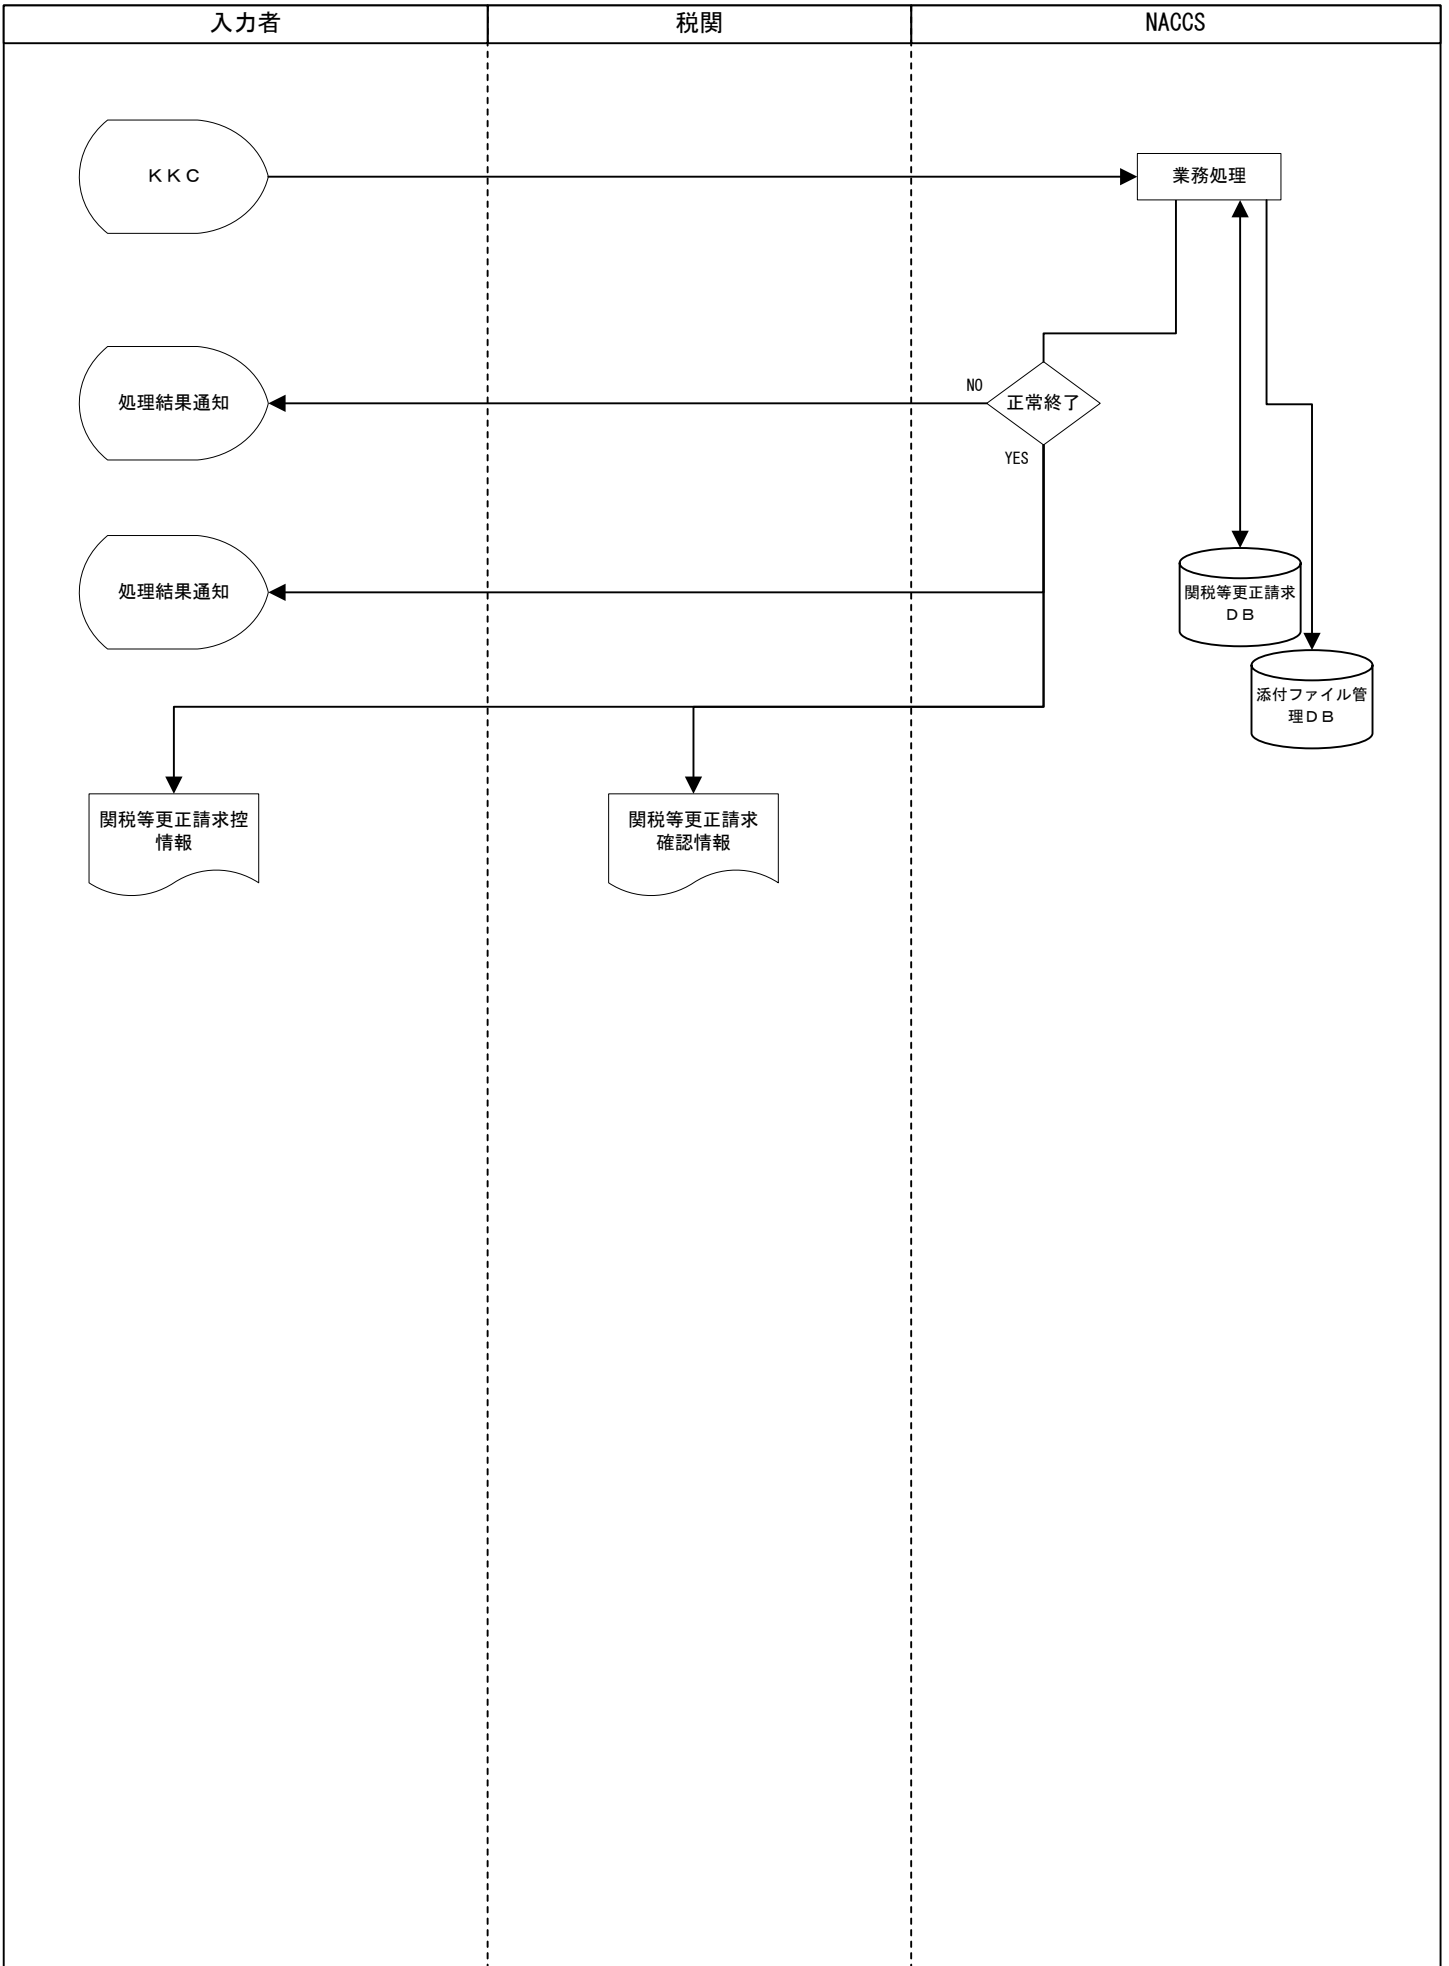 入力者
税関
NACCS
ＫＫＣ
業務処理
処理結果通知
NO
正常終了
YES
処理結果通知
関税等更正請求
ＤＢ
添付ファイル管
理ＤＢ
関税等更正請求控
情報
関税等更正請求
確認情報